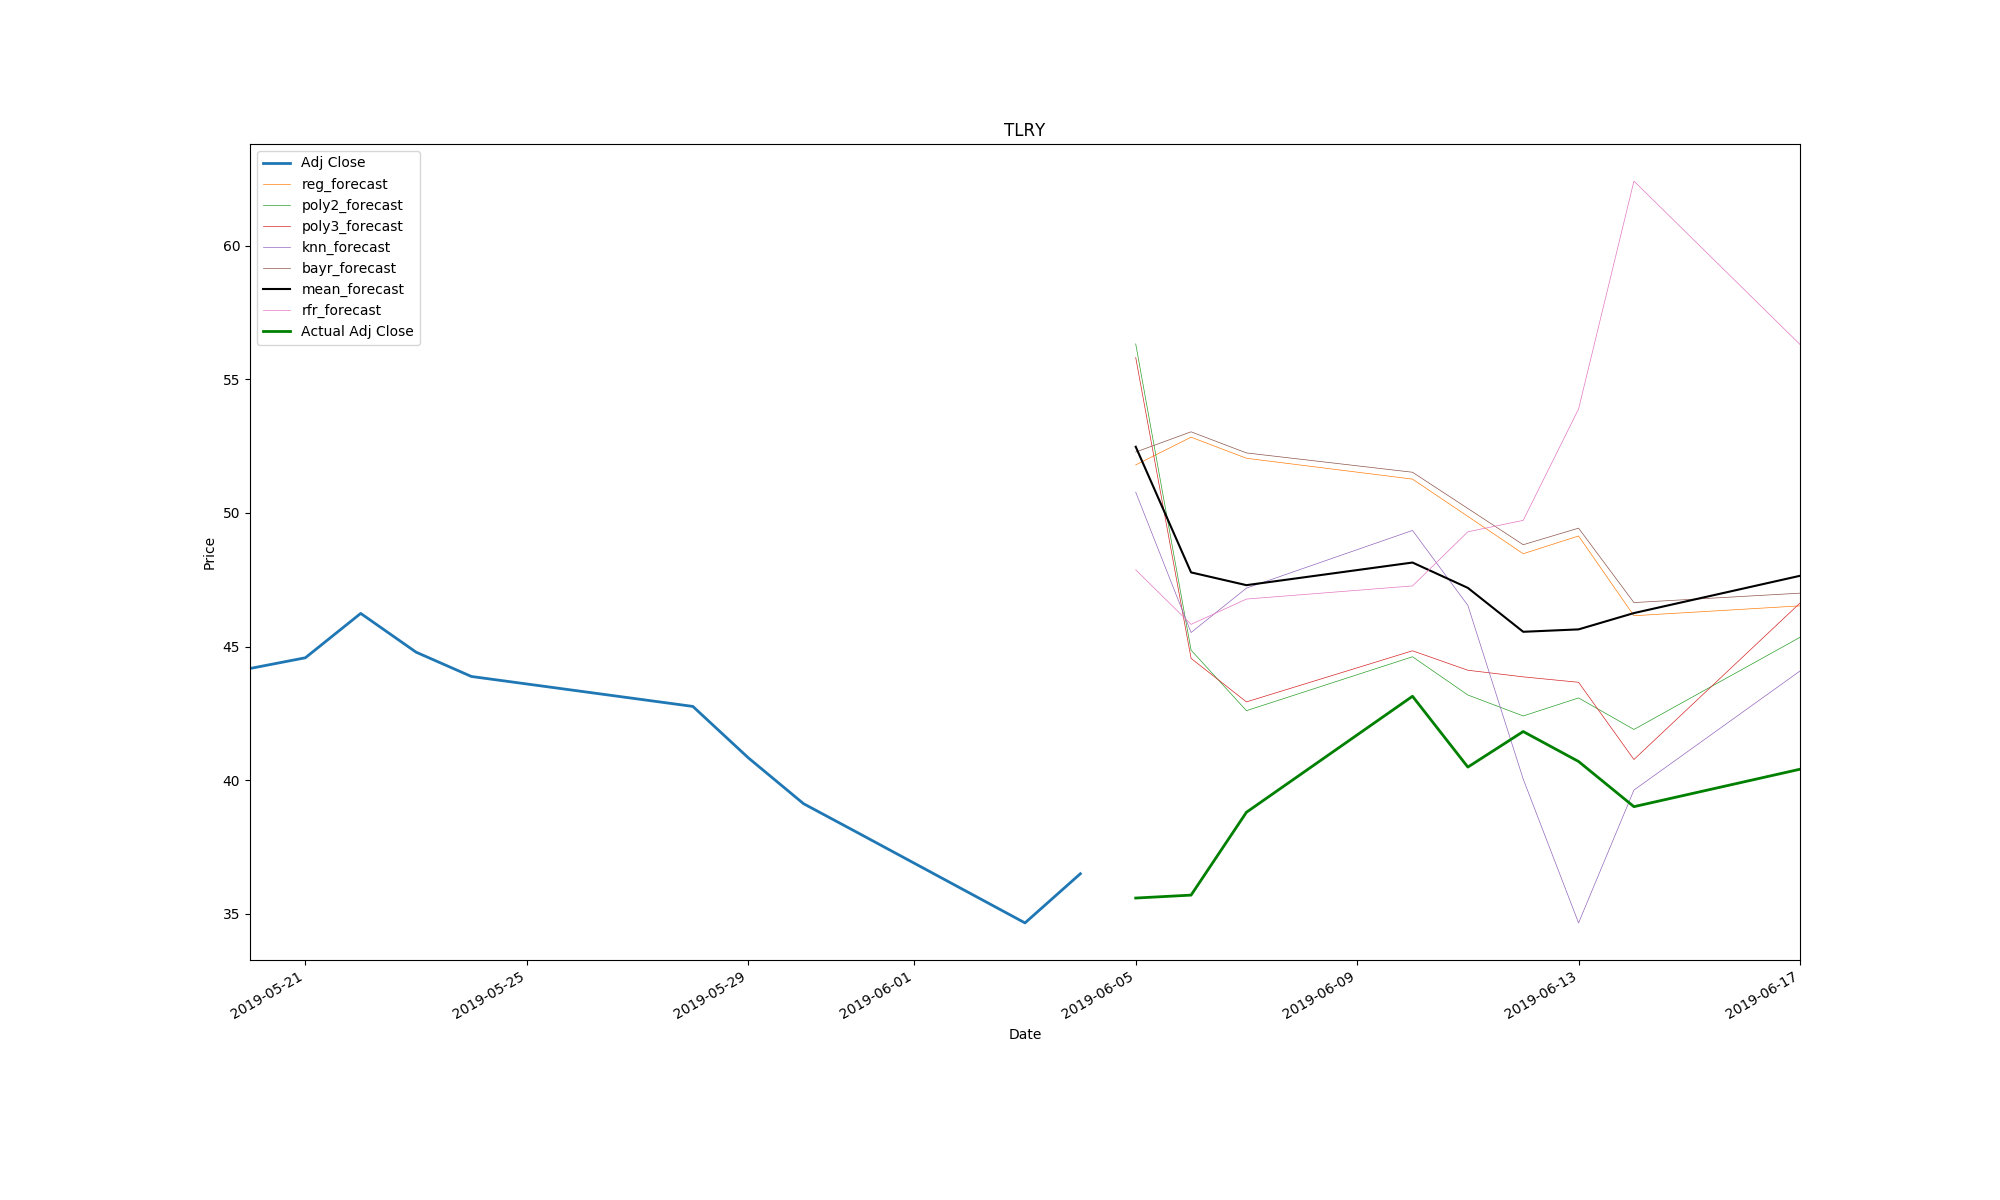 TLRY
Adj Close
reg_forecast
poly2_forecast
poly3_forecast
knn_forecast
bayr_forecast
mean_forecast
rfr_forecast
Actual Adj Close
60
55
50
45
40
35
Price
2019-05-21
2019-05-25
2019-05-29
2019-06-01
2019-06-05
2019-06-09
2019-06-13
2019-06-17
Date